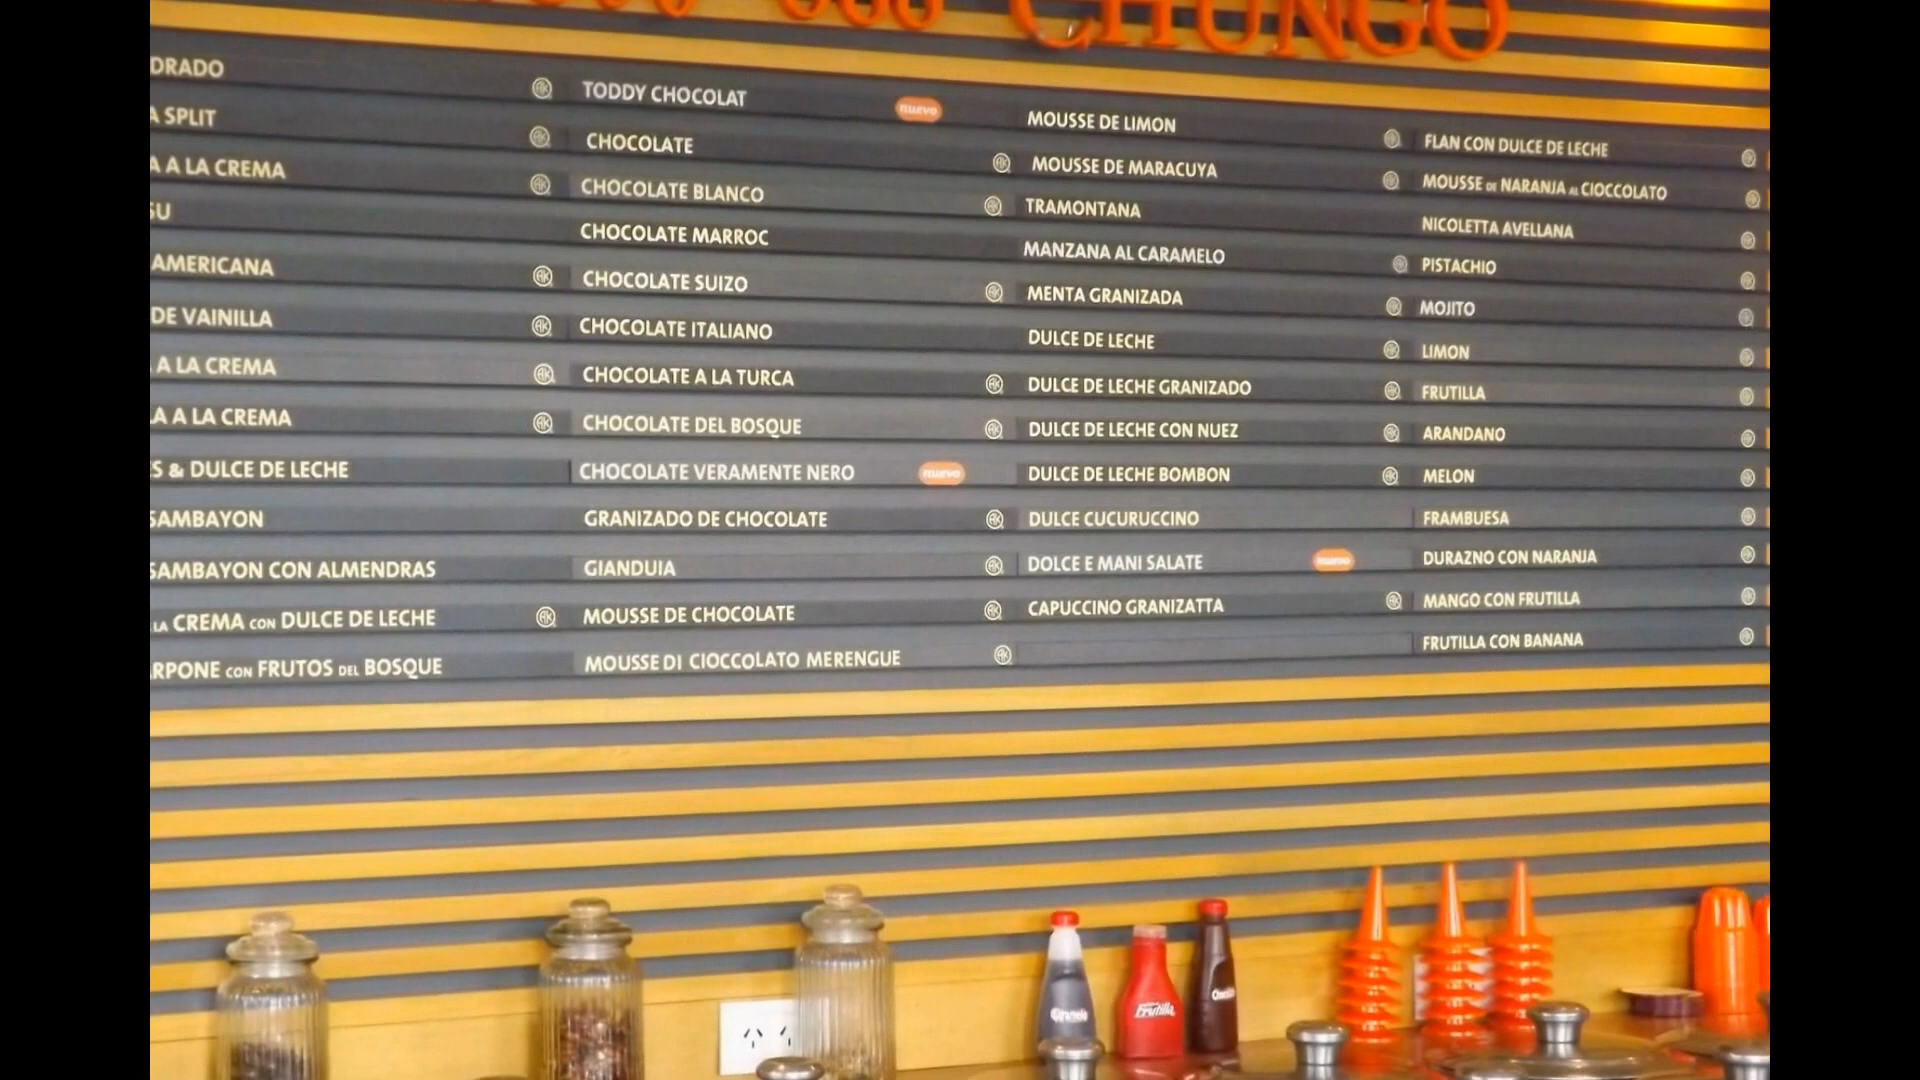 CHUNGO
DRADO
A SPLIT
A A LA CREMA
SU
AMERICANA
DE VAINILLA
A LA CREMA
LA A LA CREMA
S & DULCE DE LECHE
SAMBAYON
SAMBAYON CON ALMENDRAS
LA CREMA CON DULCE DE LECHE
RPONE CON FRUTOS DEL BOSQUE
TODDY CHOCOLAT nuevo
CHOCOLATE
CHOCOLATE BLANCO
CHOCOLATE MARROC
CHOCOLATE SUIZO
CHOCOLATE ITALIANO
CHOCOLATE A LA TURCA
CHOCOLATE DEL BOSQUE
CHOCOLATE VERAMENTE NERO nuevo
GRANIZADO DE CHOCOLATE
GIANDUIA
MOUSSE DE CHOCOLATE
MOUSSE DI CIOCCOLATO MERENGUE
MOUSSE DE LIMON
MOUSSE DE MARACUYA
TRAMONTANA
MANZANA AL CARAMELO
MENTA GRANIZADA
DULCE DE LECHE
DULCE DE LECHE GRANIZADO
DULCE DE LECHE CON NUEZ
DULCE DE LECHE BOMBON
DULCE CUCURUCCINO
DOLCE E MANI SALATE nuevo
CAPUCCINO GRANIZATTA
FLAN CON DULCE DE LECHE
MOUSSE DE NARANJA AL CIOCCOLATO
NICOLETTA AVELLANA
PISTACHIO
MOJITO
LIMON
FRUTILLA
ARANDANO
MELON
FRAMBUESA
DURAZNO CON NARANJA
MANGO CON FRUTILLA
FRUTILLA CON BANANA
Caramelo
Frutilla